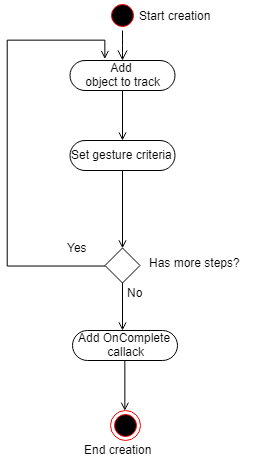 Start creation
Add
object to track
Set gesture criteria
Yes
Has more steps?
No
Add OnComplete
callack
End creation